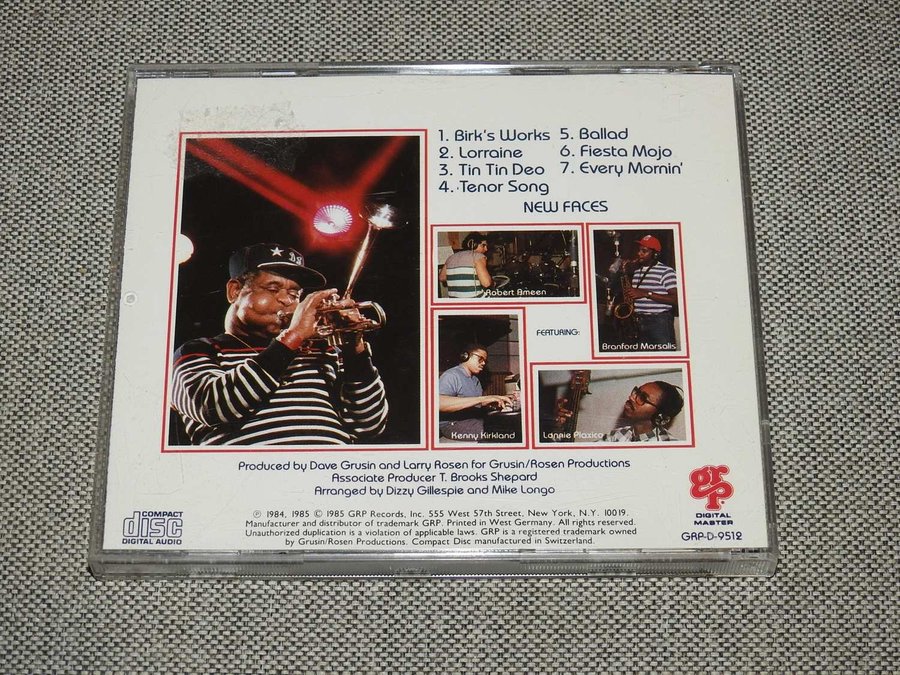 1. Birk's Works
2. Lorraine
3. Tin Tin Deo
4. Tenor Song
5. Ballad
6. Fiesta Mojo
7. Every Mornin'
NEW FACES
Robert Ameen
FEATURING:
Branford Marsalis
Kenny Kirkland
Lonnie Plaxico
Produced by Dave Grusin and Larry Rosen for Grusin/Rosen Productions
Associate Producer T. Brooks Shepard
Arranged by Dizzy Gillespie and Mike Longo
COMPACT
disc
DIGITAL AUDIO
℗ 1984, 1985 © 1985 GRP Records, Inc. 555 West 57th Street, New York, N.Y. 10019.
Manufacturer and distributor of trademark GRP. Printed in West Germany. All rights reserved.
Unauthorized duplication is a violation of applicable laws. GRP is a registered trademark owned
by Grusin/Rosen Productions. Compact Disc manufactured in Switzerland.
grp
DIGITAL
MASTER
GRP-D-9512